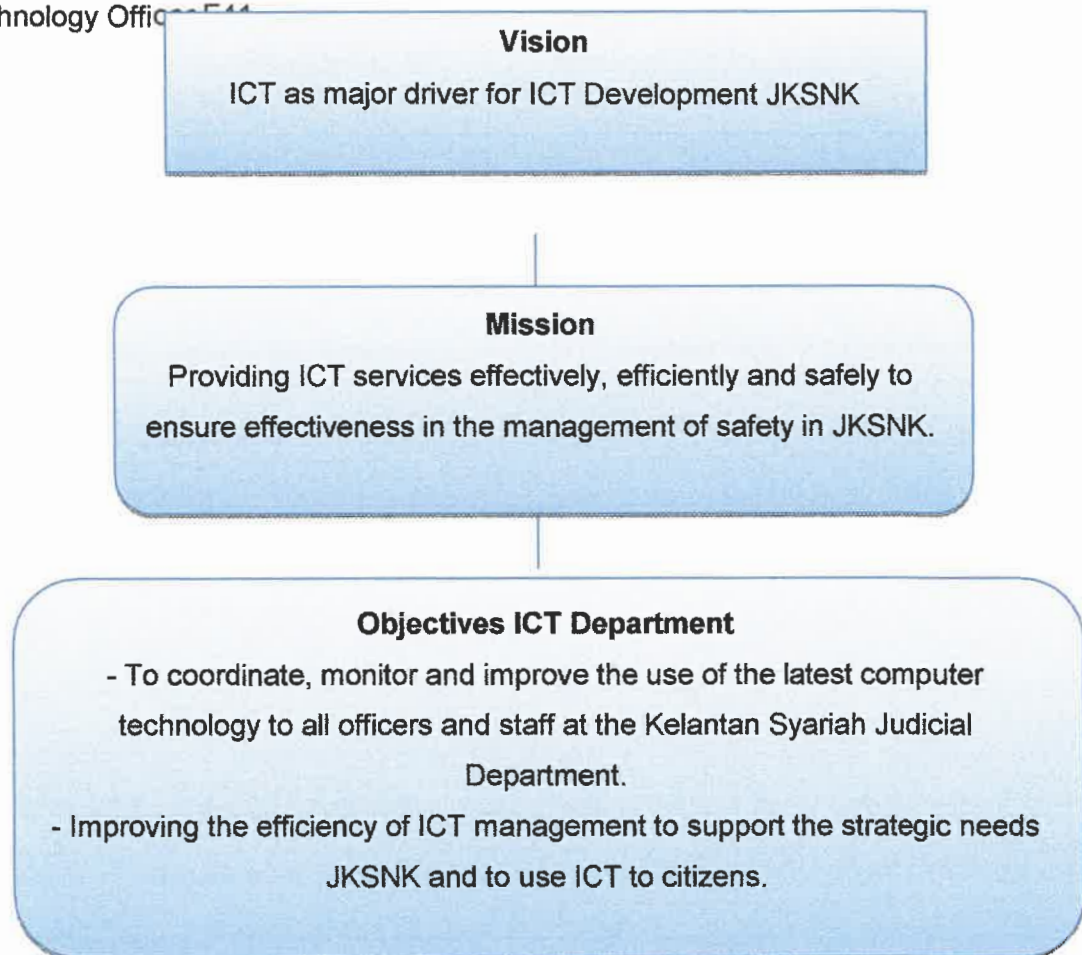 hnology Officer
Vision
ICT as major driver for ICT Development JKSNK
Mission
Providing ICT services effectively, efficiently and safely to
ensure effectiveness in the management of safety in JKSNK.
Objectives ICT Department
- To coordinate, monitor and improve the use of the latest computer
technology to all officers and staff at the Kelantan Syariah Judicial
Department.
- Improving the efficiency of ICT management to support the strategic needs
JKSNK and to use ICT to citizens.